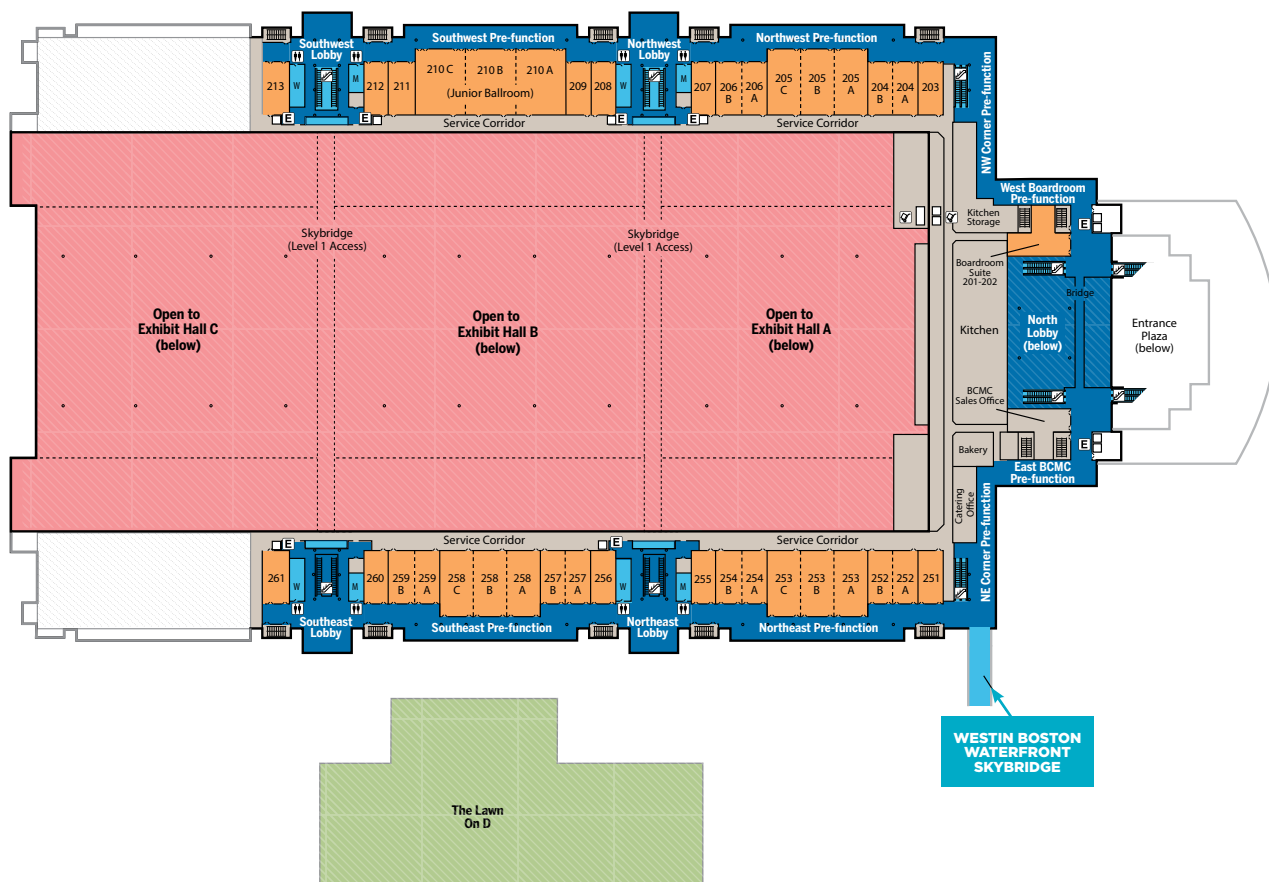 Southwest
Lobby
Southwest Pre-function
Northwest
Lobby
Northwest Pre-function
213
W
M
212
211
210 C
210 B
210 A
(Junior Ballroom)
209
208
W
M
207
206
B
206
A
205
C
205
B
205
A
204
B
204
A
203
E
E
Service Corridor
E
E
Service Corridor
NW Corner Pre-function
West Boardroom
Pre-function
Kitchen
Storage
E
Skybridge
(Level 1 Access)
Skybridge
(Level 1 Access)
Boardroom
Suite
201-202
Bridge
Open to
Exhibit Hall C
(below)
Open to
Exhibit Hall B
(below)
Open to
Exhibit Hall A
(below)
Kitchen
North
Lobby
(below)
Entrance
Plaza
(below)
BCMC
Sales Office
Bakery
E
East BCMC
Pre-function
Catering
Office
NE Corner Pre-function
E
Service Corridor
E
Service Corridor
261
W
M
260
259
B
259
A
258
C
258
B
258
A
257
B
257
A
256
W
M
255
254
B
254
A
253
C
253
B
253
A
252
B
252
A
251
Southeast
Lobby
Southeast Pre-function
Northeast
Lobby
Northeast Pre-function
WESTIN BOSTON
WATERFRONT
SKYBRIDGE
The Lawn
On D